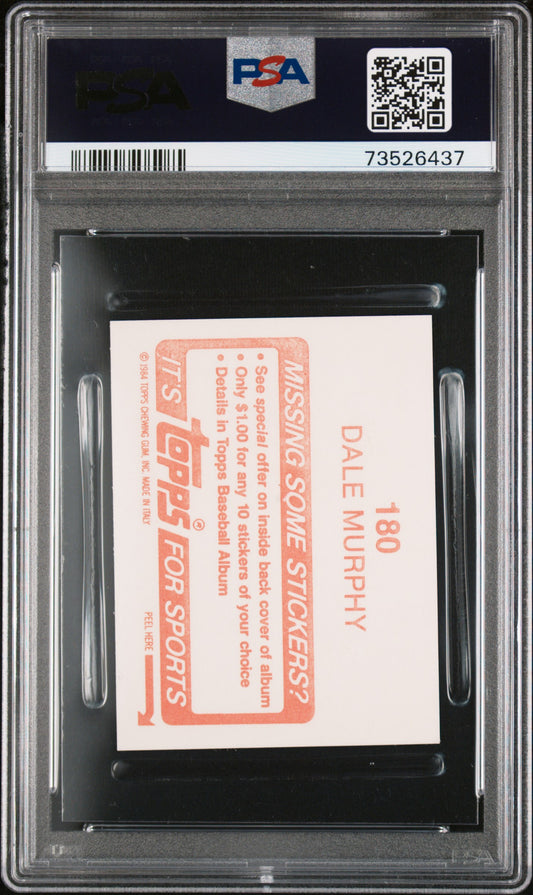 PSA
PSA
73526437
180
DALE MURPHY
MISSING SOME STICKERS?
• See special offer on inside back cover of album
• Only $1.00 for any 10 stickers of your choice
• Details in Topps Baseball Album
IT'S Topps® FOR SPORTS
© 1984 TOPPS CHEWING GUM, INC. MADE IN ITALY
PEEL HERE
PSA